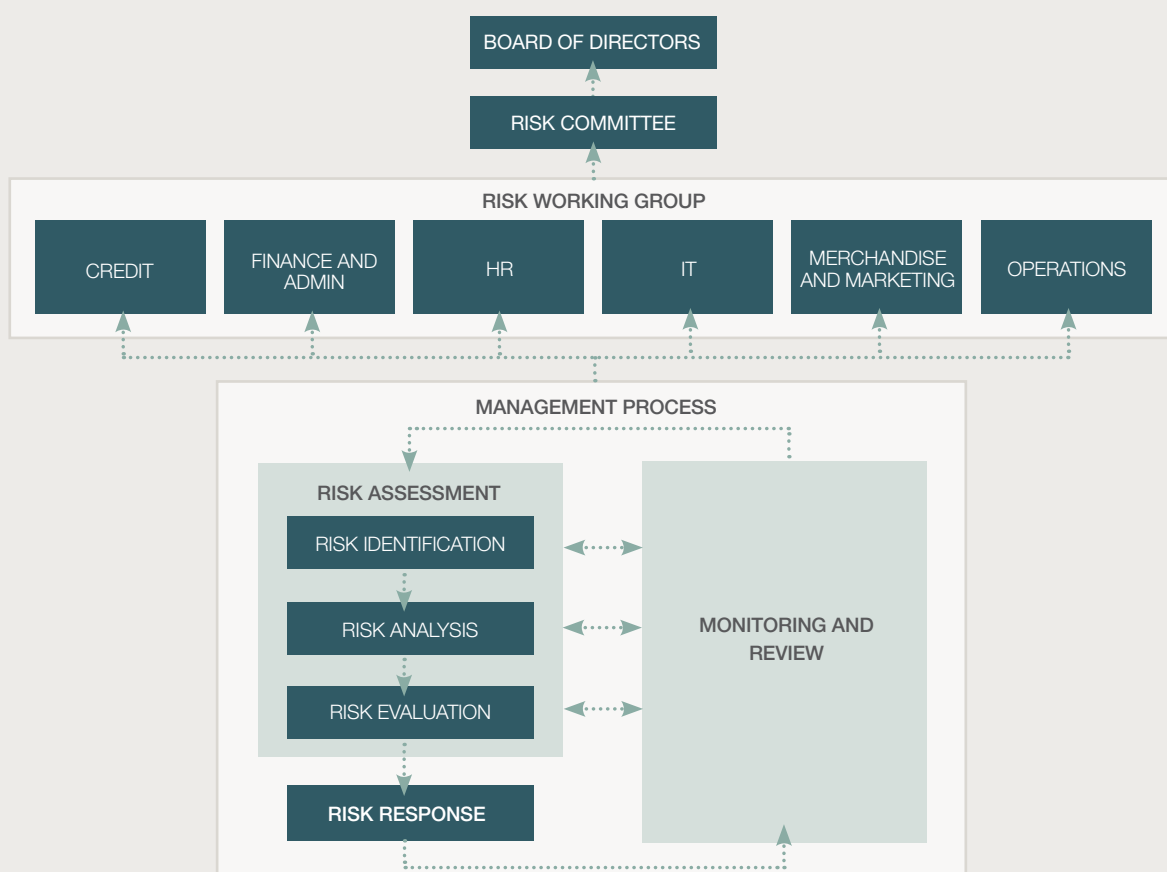 BOARD OF DIRECTORS
RISK COMMITTEE
RISK WORKING GROUP
CREDIT
FINANCE AND
ADMIN
HR
IT
MERCHANDISE
AND MARKETING
OPERATIONS
MANAGEMENT PROCESS
RISK ASSESSMENT
RISK IDENTIFICATION
RISK ANALYSIS
RISK EVALUATION
RISK RESPONSE
MONITORING AND
REVIEW